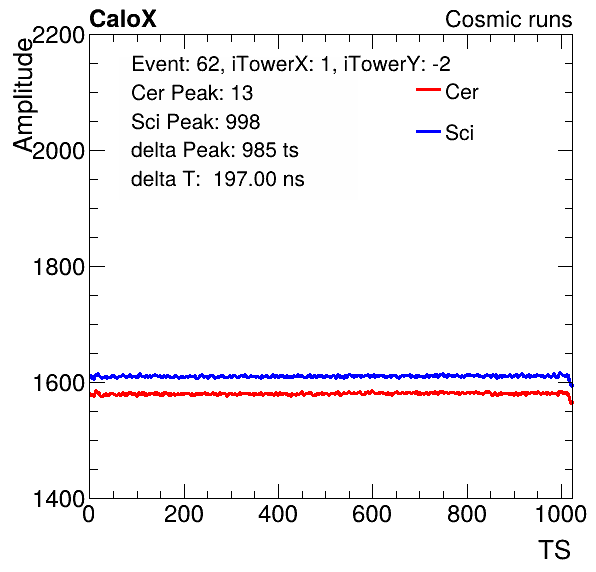 CaloX Cosmic runs
2200
2000
1800
1600
1400
Amplitude
Event: 62, iTowerX: 1, iTowerY: -2
Cer Peak: 13
Sci Peak: 998
delta Peak: 985 ts
delta T: 197.00 ns
Cer
Sci
0 200 400 600 800 1000
TS